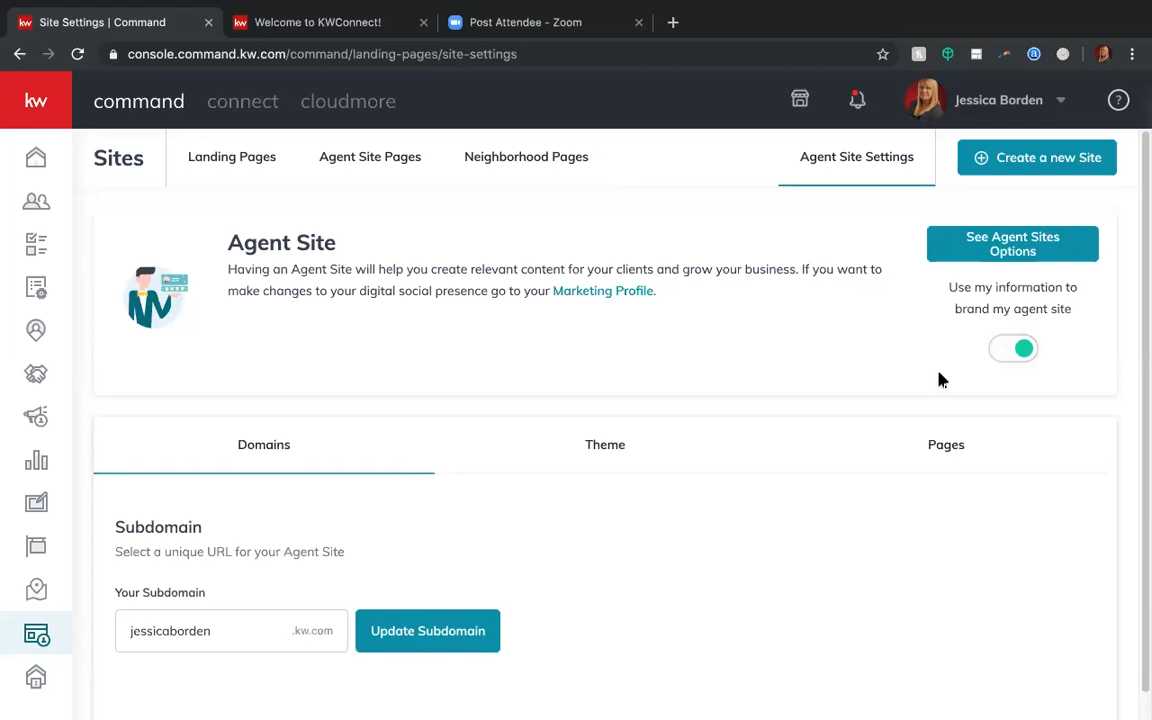 Site Settings | Command
Welcome to KWConnect!
Post Attendee - Zoom
console.command.kw.com/command/landing-pages/site-settings
kw
command
connect
cloudmore
Jessica Borden
Sites
Landing Pages
Agent Site Pages
Neighborhood Pages
Agent Site Settings
Create a new Site
Agent Site
Having an Agent Site will help you create relevant content for your clients and grow your business. If you want to
make changes to your digital social presence go to your Marketing Profile.
See Agent Sites
Options
Use my information to
brand my agent site
Domains
Theme
Pages
Subdomain
Select a unique URL for your Agent Site
Your Subdomain
jessicaborden .kw.com
Update Subdomain